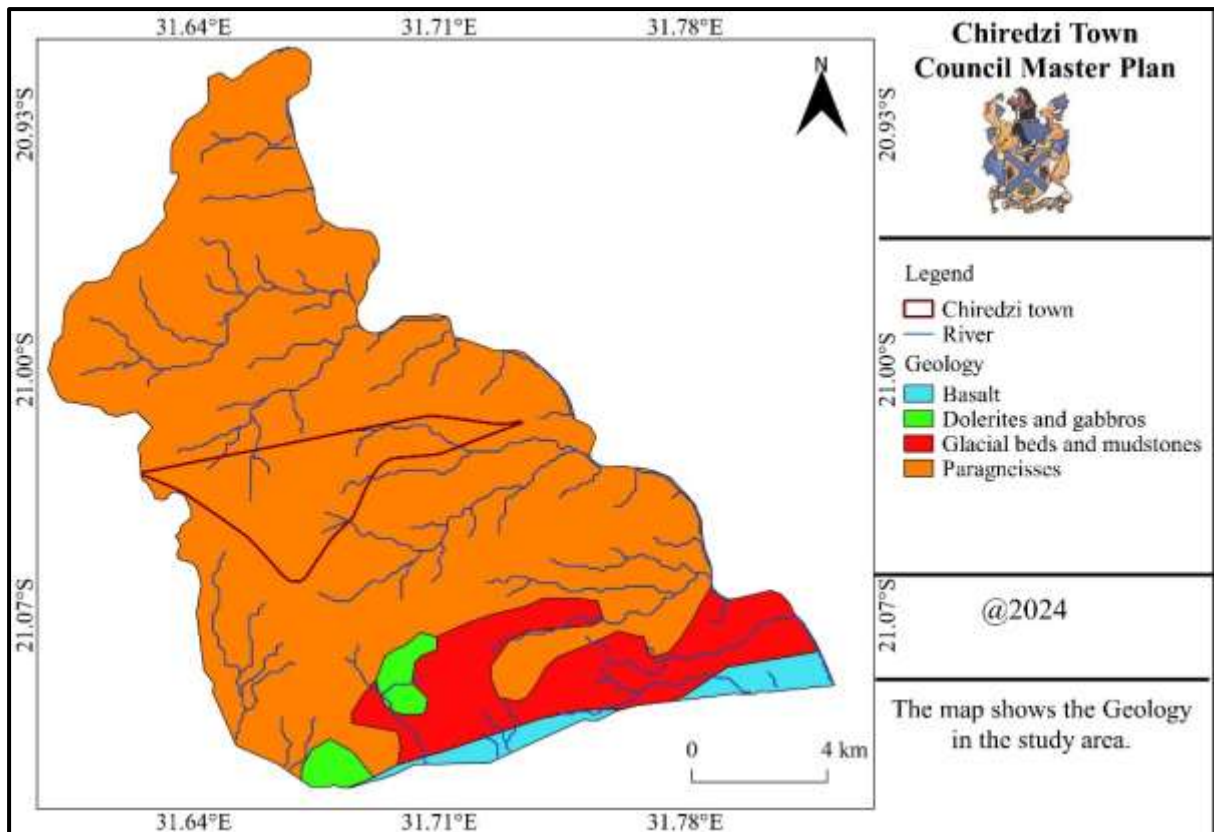 31.64°E 31.71°E 31.78°E
Chiredzi Town
Council Master Plan
N
20.93°S
20.93°S
Legend
Chiredzi town
River
Geology
Basalt
Dolerites and gabbros
Glacial beds and mudstones
Paragneisses
21.00°S
21.00°S
21.07°S
21.07°S
@2024
The map shows the Geology
in the study area.
0 4 km
31.64°E 31.71°E 31.78°E